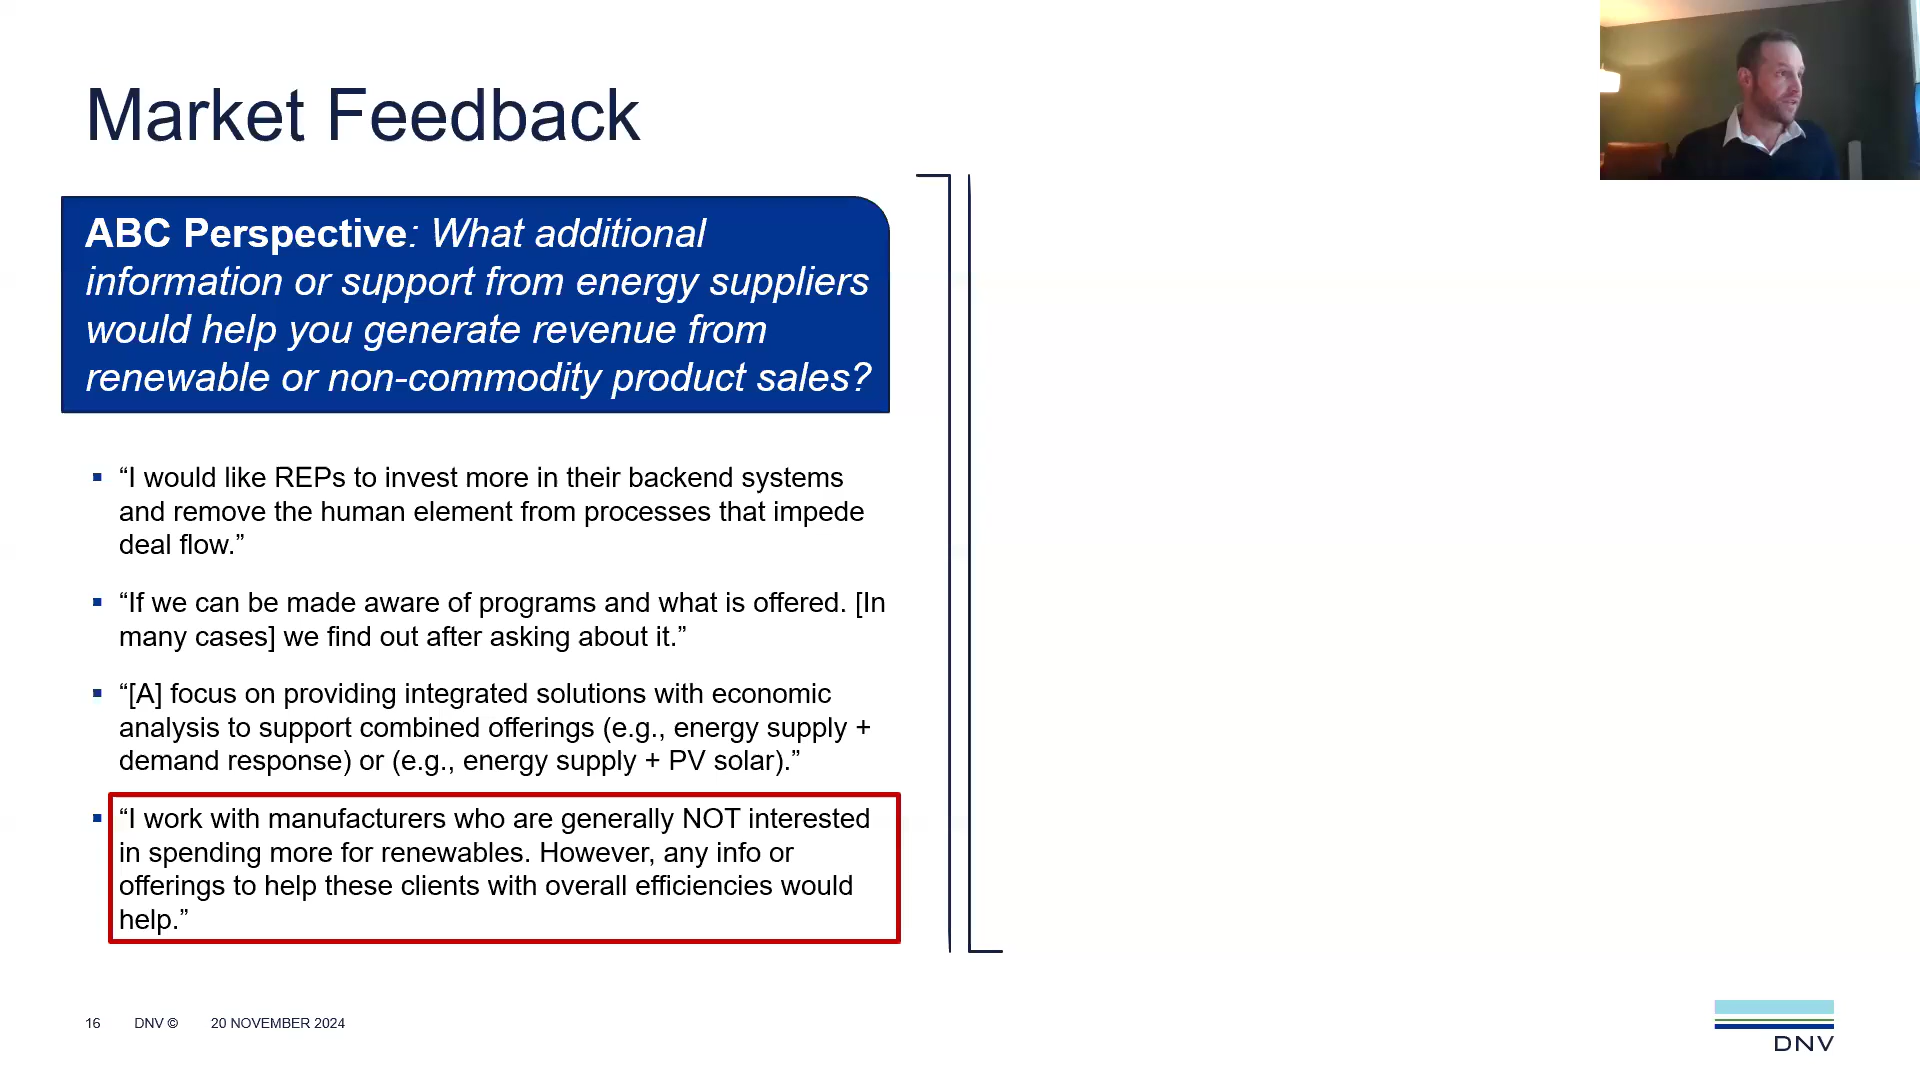 Market Feedback
ABC Perspective: What additional
information or support from energy suppliers
would help you generate revenue from
renewable or non-commodity product sales?
“I would like REPs to invest more in their backend systems
and remove the human element from processes that impede
deal flow.”
“If we can be made aware of programs and what is offered. [In
many cases] we find out after asking about it.”
“[A] focus on providing integrated solutions with economic
analysis to support combined offerings (e.g., energy supply +
demand response) or (e.g., energy supply + PV solar).”
“I work with manufacturers who are generally NOT interested
in spending more for renewables. However, any info or
offerings to help these clients with overall efficiencies would
help.”
16 DNV © 20 NOVEMBER 2024
DNV